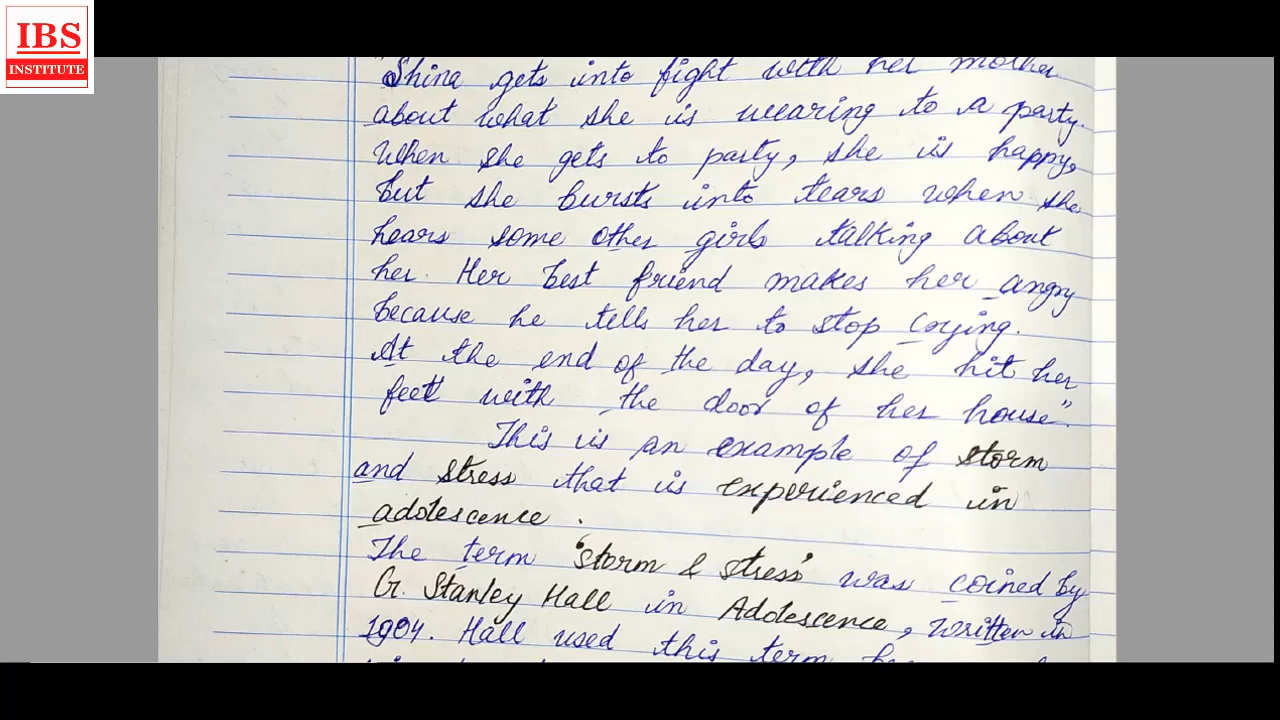 IBS
INSTITUTE
"Shina gets into fight with her mother
about what she is wearing to a party.
When she gets to party, she is happy,
but she bursts into tears when she
hears some other girls talking about
her. Her best friend makes her angry
because he tells her to stop crying.
At the end of the day, she hit her
feet with the door of her house".
This is an example of storm
and stress that is experienced in
adolescence.
The term 'storm & stress' was coined by
G. Stanley Hall in Adolescence, written in
1904. Hall used this term